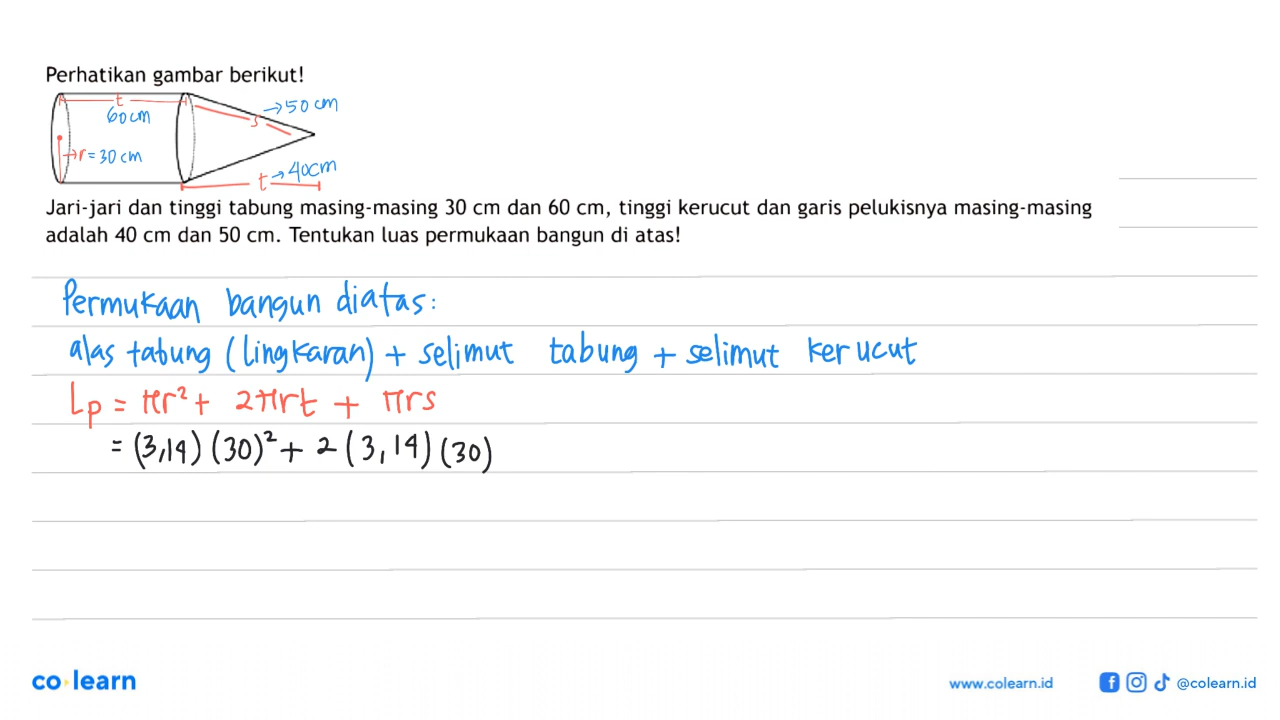 Perhatikan gambar berikut!
t
60 cm
s → 50 cm
→ r = 30 cm
t → 40cm
Jari-jari dan tinggi tabung masing-masing 30 cm dan 60 cm, tinggi kerucut dan garis pelukisnya masing-masing
adalah 40 cm dan 50 cm. Tentukan luas permukaan bangun di atas!
Permukaan bangun diatas:
alas tabung (lingkaran) + selimut tabung + selimut kerucut
Lp = πr² + 2πrt + πrs
= (3,14) (30)² + 2 (3,14) (30)
co learn
www.colearn.id
@colearn.id